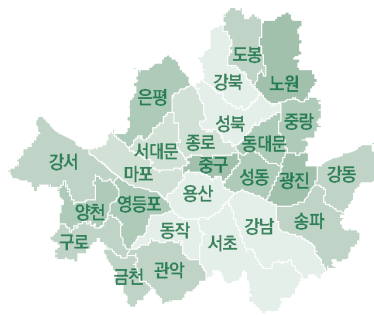 도봉
노원
강북
은평
성북
중랑
종로
동대문
서대문
강서
중구
마포
성동
광진
강동
용산
양천
영등포
송파
동작
강남
구로
서초
금천
관악